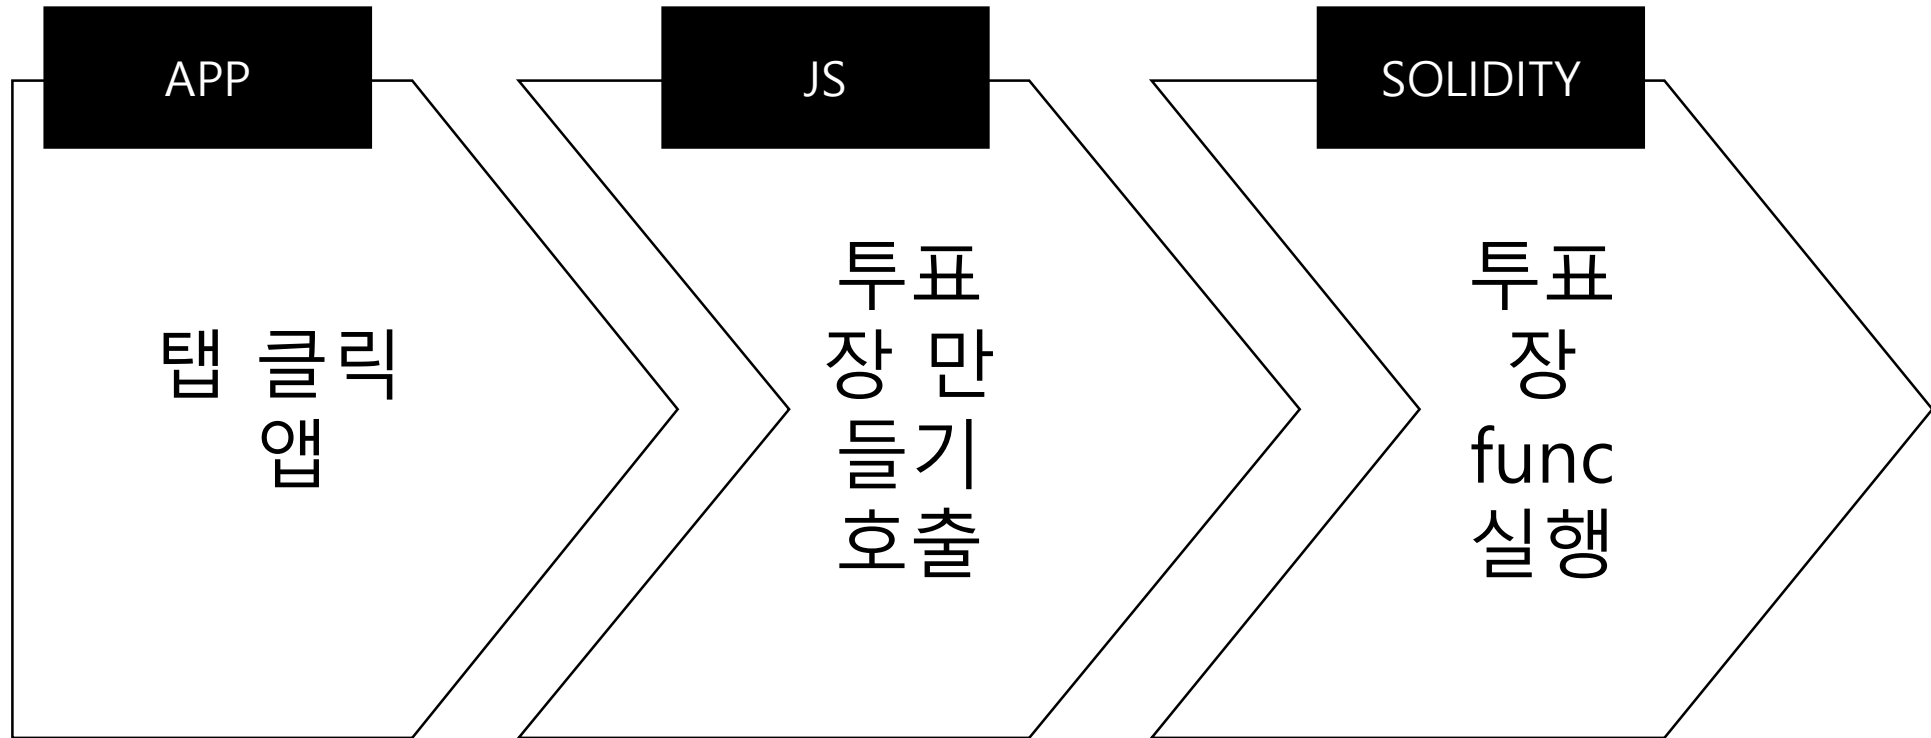 APP
탭 클릭
앱
JS
투표
장 만
들기
호출
SOLIDITY
투표
장
func
실행